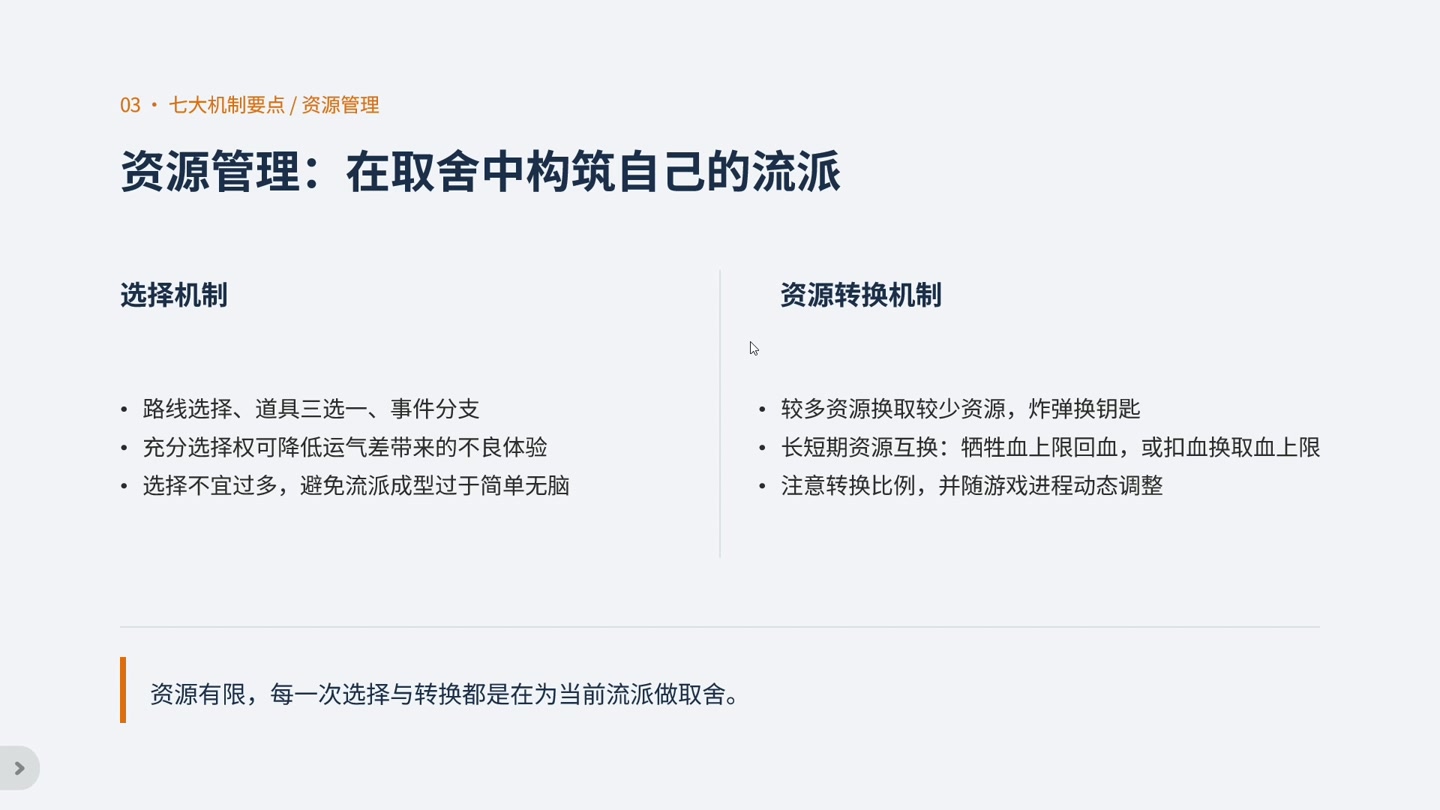 03 · 七大机制要点 / 资源管理
资源管理：在取舍中构筑自己的流派
选择机制
• 路线选择、道具三选一、事件分支
• 充分选择权可降低运气差带来的不良体验
• 选择不宜过多，避免流派成型过于简单无脑
资源转换机制
• 较多资源换取较少资源，炸弹换钥匙
• 长短期资源互换：牺牲血上限回血，或扣血换取血上限
• 注意转换比例，并随游戏进程动态调整
资源有限，每一次选择与转换都是在为当前流派做取舍。